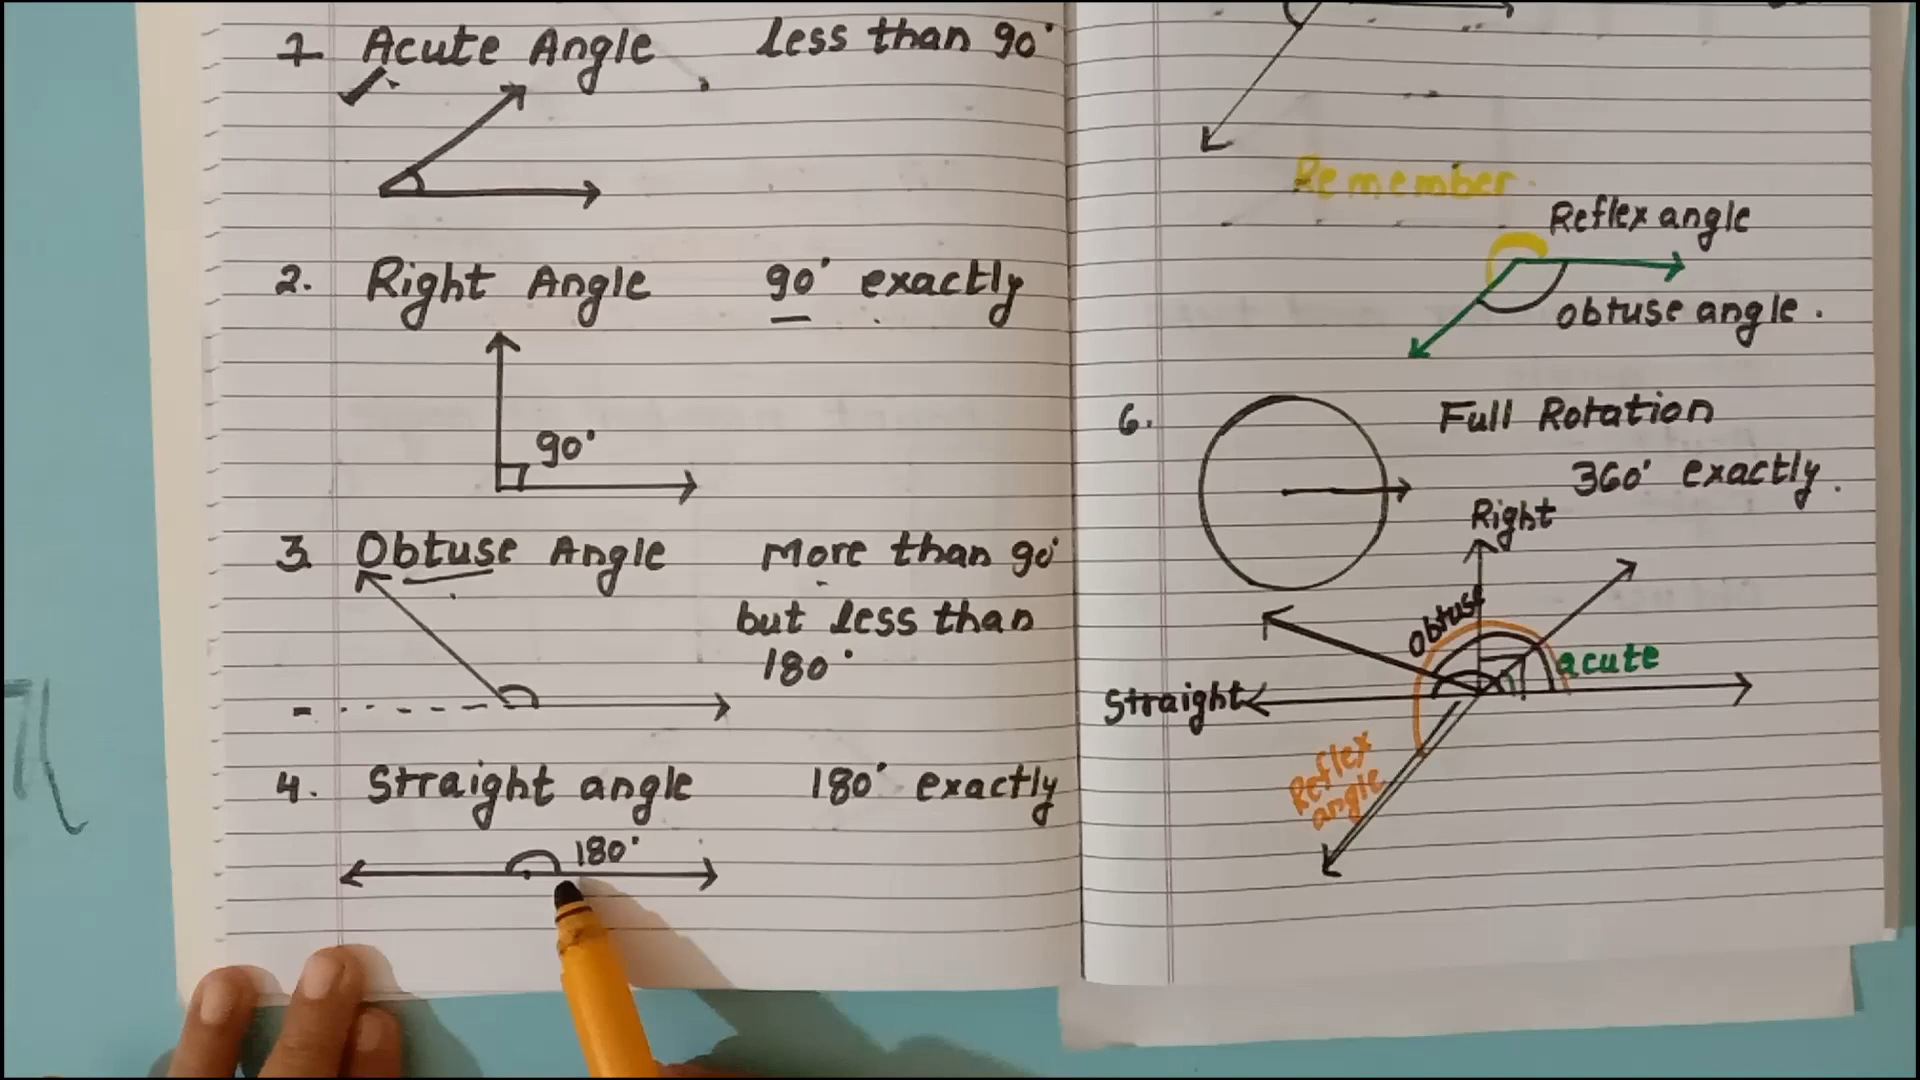 1 Acute Angle less than 90°
2. Right Angle 90° exactly
90°
3. Obtuse Angle More than 90°
but less than
180°
4. Straight angle 180° exactly
180°
Remember.
Reflex angle
obtuse angle.
6. Full Rotation
360° exactly.
Right
obtuse
acute
Straight
Reflex
angle